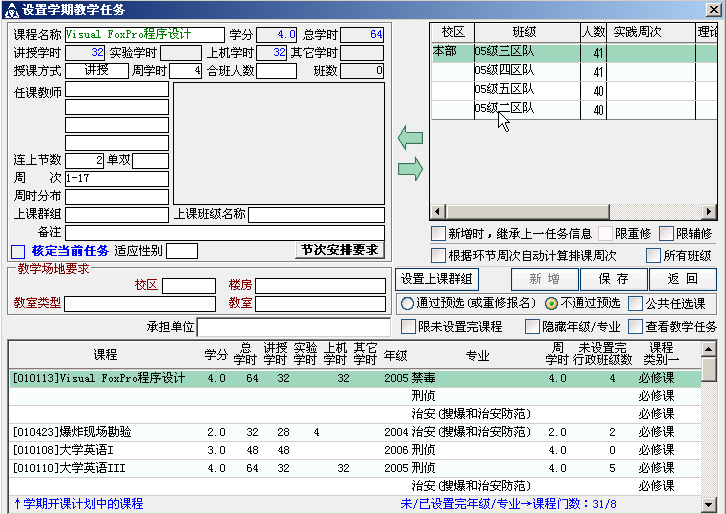 设置学期教学任务
课程名称 Visual FoxPro程序设计 学分 4.0 总学时 64
讲授学时 32 实验学时 上机学时 32 其它学时
授课方式 讲授 周学时 4 合班人数 班数 0
任课教师
连上节数 2 单双
周 次 1-17
周时分布
上课群组 上课班级名称
备注
核定当前任务 适应性别 节次安排要求
教学场地要求
校区 楼房
教室类型 教室
承担单位
校区 班级 人数 实践周次 理论
本部 05级三区队 41
05级四区队 41
05级五区队 40
05级二区队 40
新增时，继承上一任务信息 限重修 限辅修
根据环节周次自动计算排课周次 所有班级
设置上课群组 新 增 保 存 返 回
通过预选(或重修报名) 不通过预选 公共任选课
限未设置完课程 隐藏年级/专业 查看教学任务
课程 学分 总学时 讲授学时 实验学时 上机学时 其它学时 年级 专业 周学时 未设置完行政班级数 课程类别一
[010113]Visual FoxPro程序设计 4.0 64 32 32 2005 禁毒 4.0 4 必修课
刑侦 必修课
治安(搜爆和治安防范) 必修课
[010423]爆炸现场勘验 2.0 32 28 4 2004 治安(搜爆和治安防范) 2.0 2 必修课
[010108]大学英语I 3.0 48 48 2006 刑侦 4.0 0 必修课
[010110]大学英语III 4.0 64 32 32 2005 刑侦 4.0 5 必修课
治安(搜爆和治安防范) 必修课
↑学期开课计划中的课程 未/已设置完年级/专业→课程门数：31/8